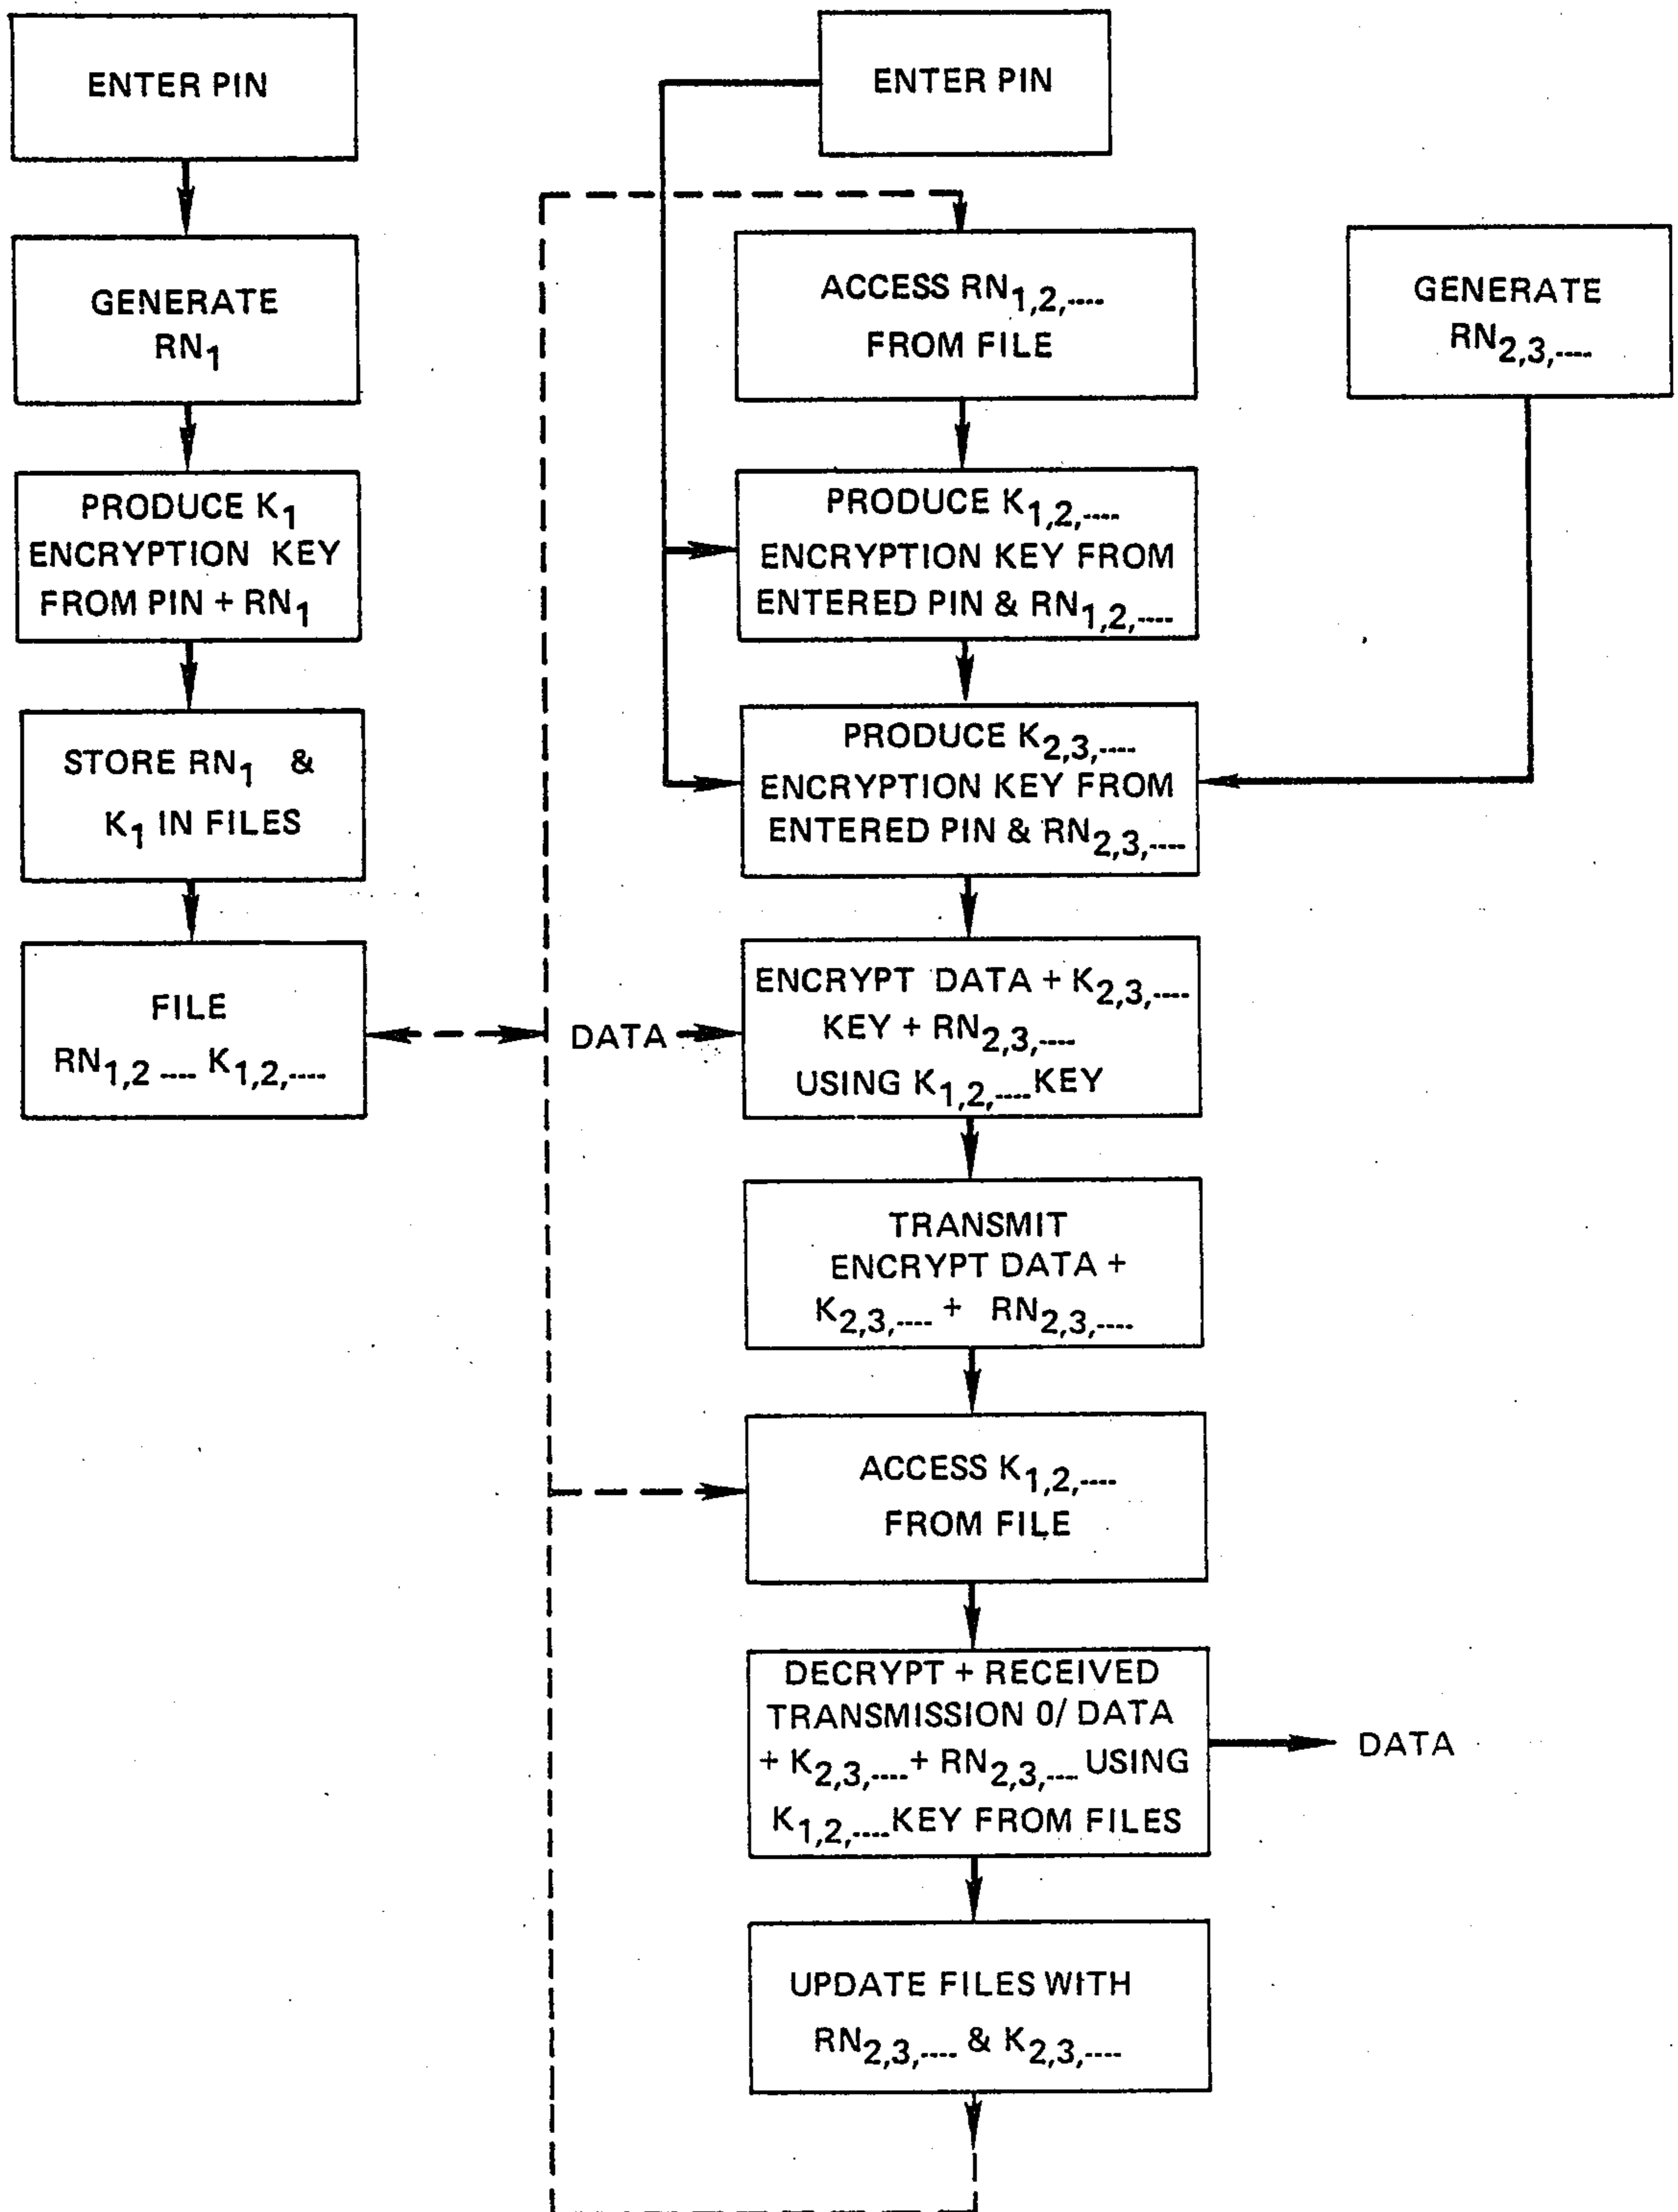 ENTER PIN
GENERATE
RN1
PRODUCE K1
ENCRYPTION KEY
FROM PIN + RN1
STORE RN1 &
K1 IN FILES
FILE
RN1,2 ---- K1,2,----
ENTER PIN
ACCESS RN1,2,----
FROM FILE
GENERATE
RN2,3,----
PRODUCE K1,2,----
ENCRYPTION KEY FROM
ENTERED PIN & RN1,2,----
PRODUCE K2,3,----
ENCRYPTION KEY FROM
ENTERED PIN & RN2,3,----
DATA
ENCRYPT DATA + K2,3,----
KEY + RN2,3,----
USING K1,2,---- KEY
TRANSMIT
ENCRYPT DATA +
K2,3,---- + RN2,3,----
ACCESS K1,2,----
FROM FILE
DECRYPT + RECEIVED
TRANSMISSION 0/ DATA
+ K2,3,---- + RN2,3,---- USING
K1,2,---- KEY FROM FILES
DATA
UPDATE FILES WITH
RN2,3,---- & K2,3,----